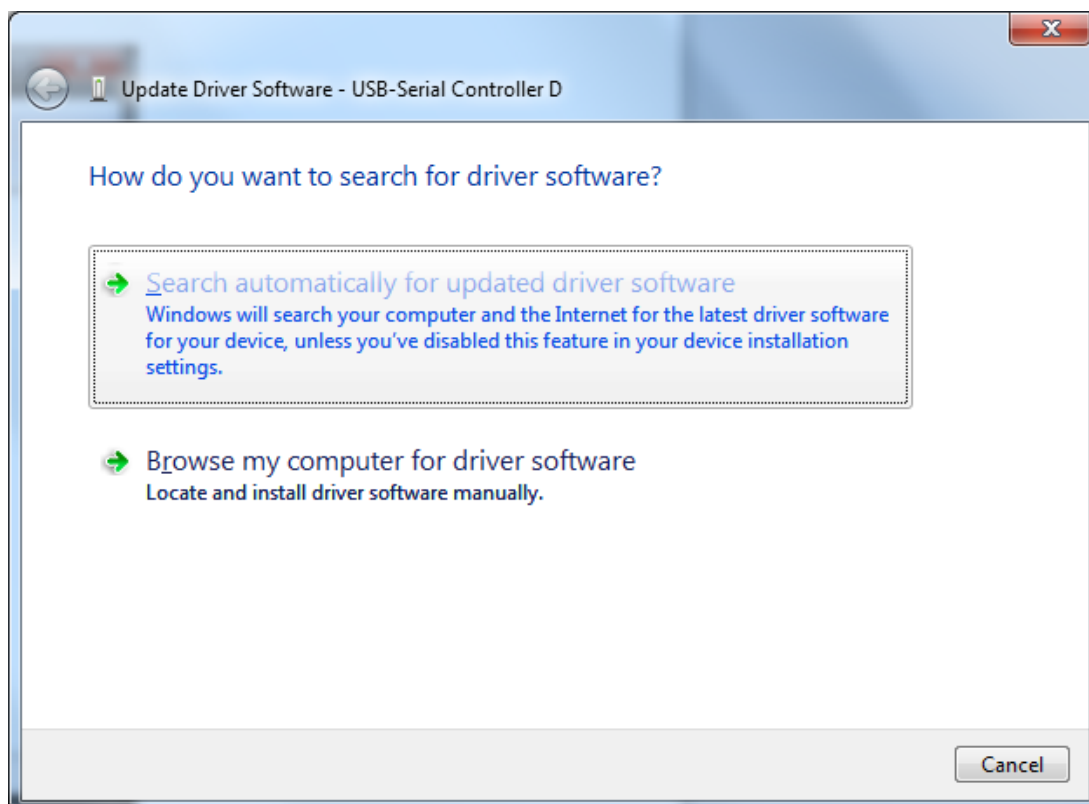 Update Driver Software - USB-Serial Controller D
How do you want to search for driver software?
Search automatically for updated driver software
Windows will search your computer and the Internet for the latest driver software
for your device, unless you've disabled this feature in your device installation
settings.
Browse my computer for driver software
Locate and install driver software manually.
Cancel